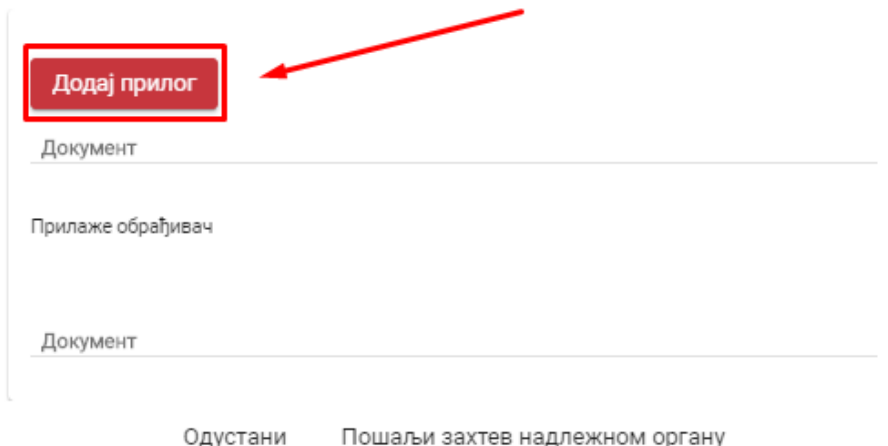 Додај прилог
Документ
Прилаже обрађивач
Документ
Одустани Пошаљи захтев надлежном органу